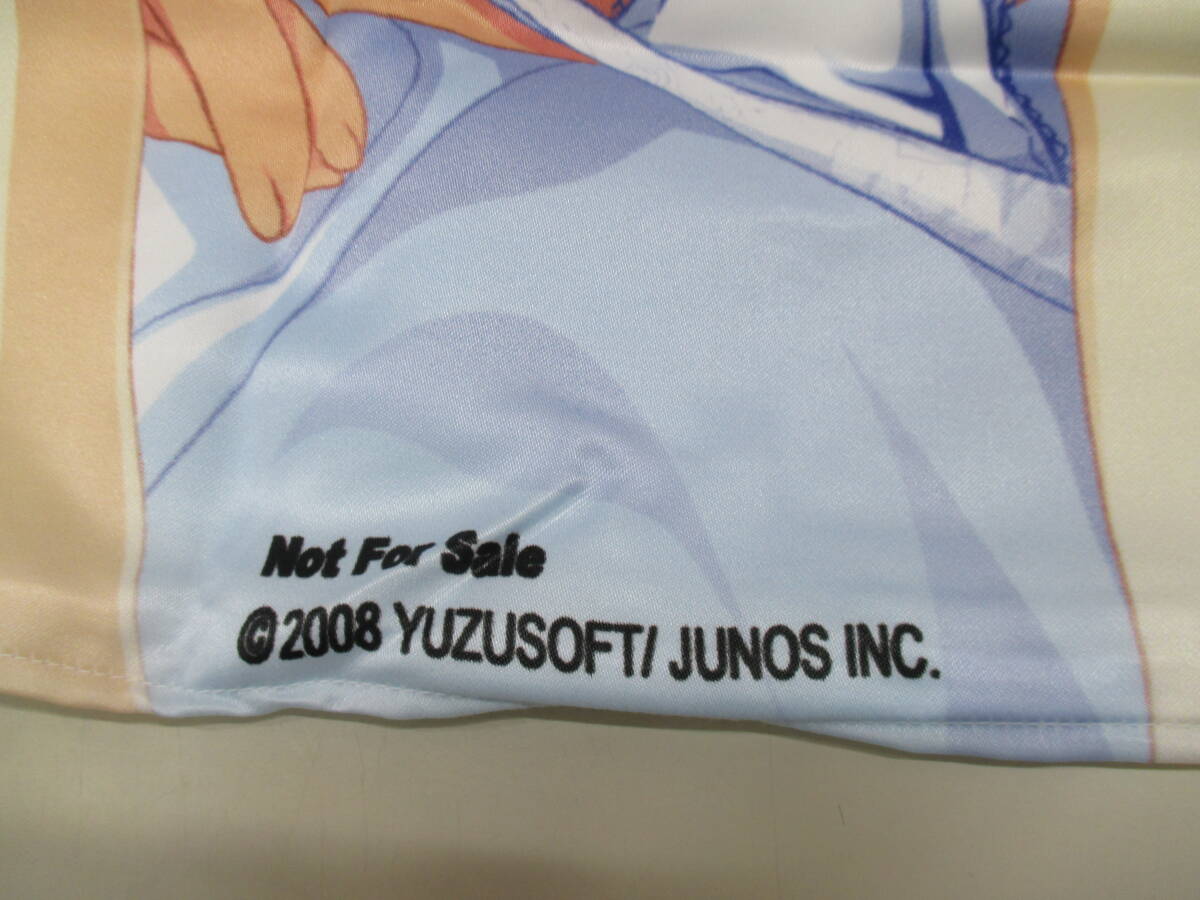 Not For Sale
©2008 YUZUSOFT/ JUNOS INC.